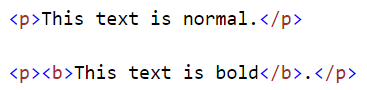 <p>This text is normal.</p>
<p><b>This text is bold</b>.</p>